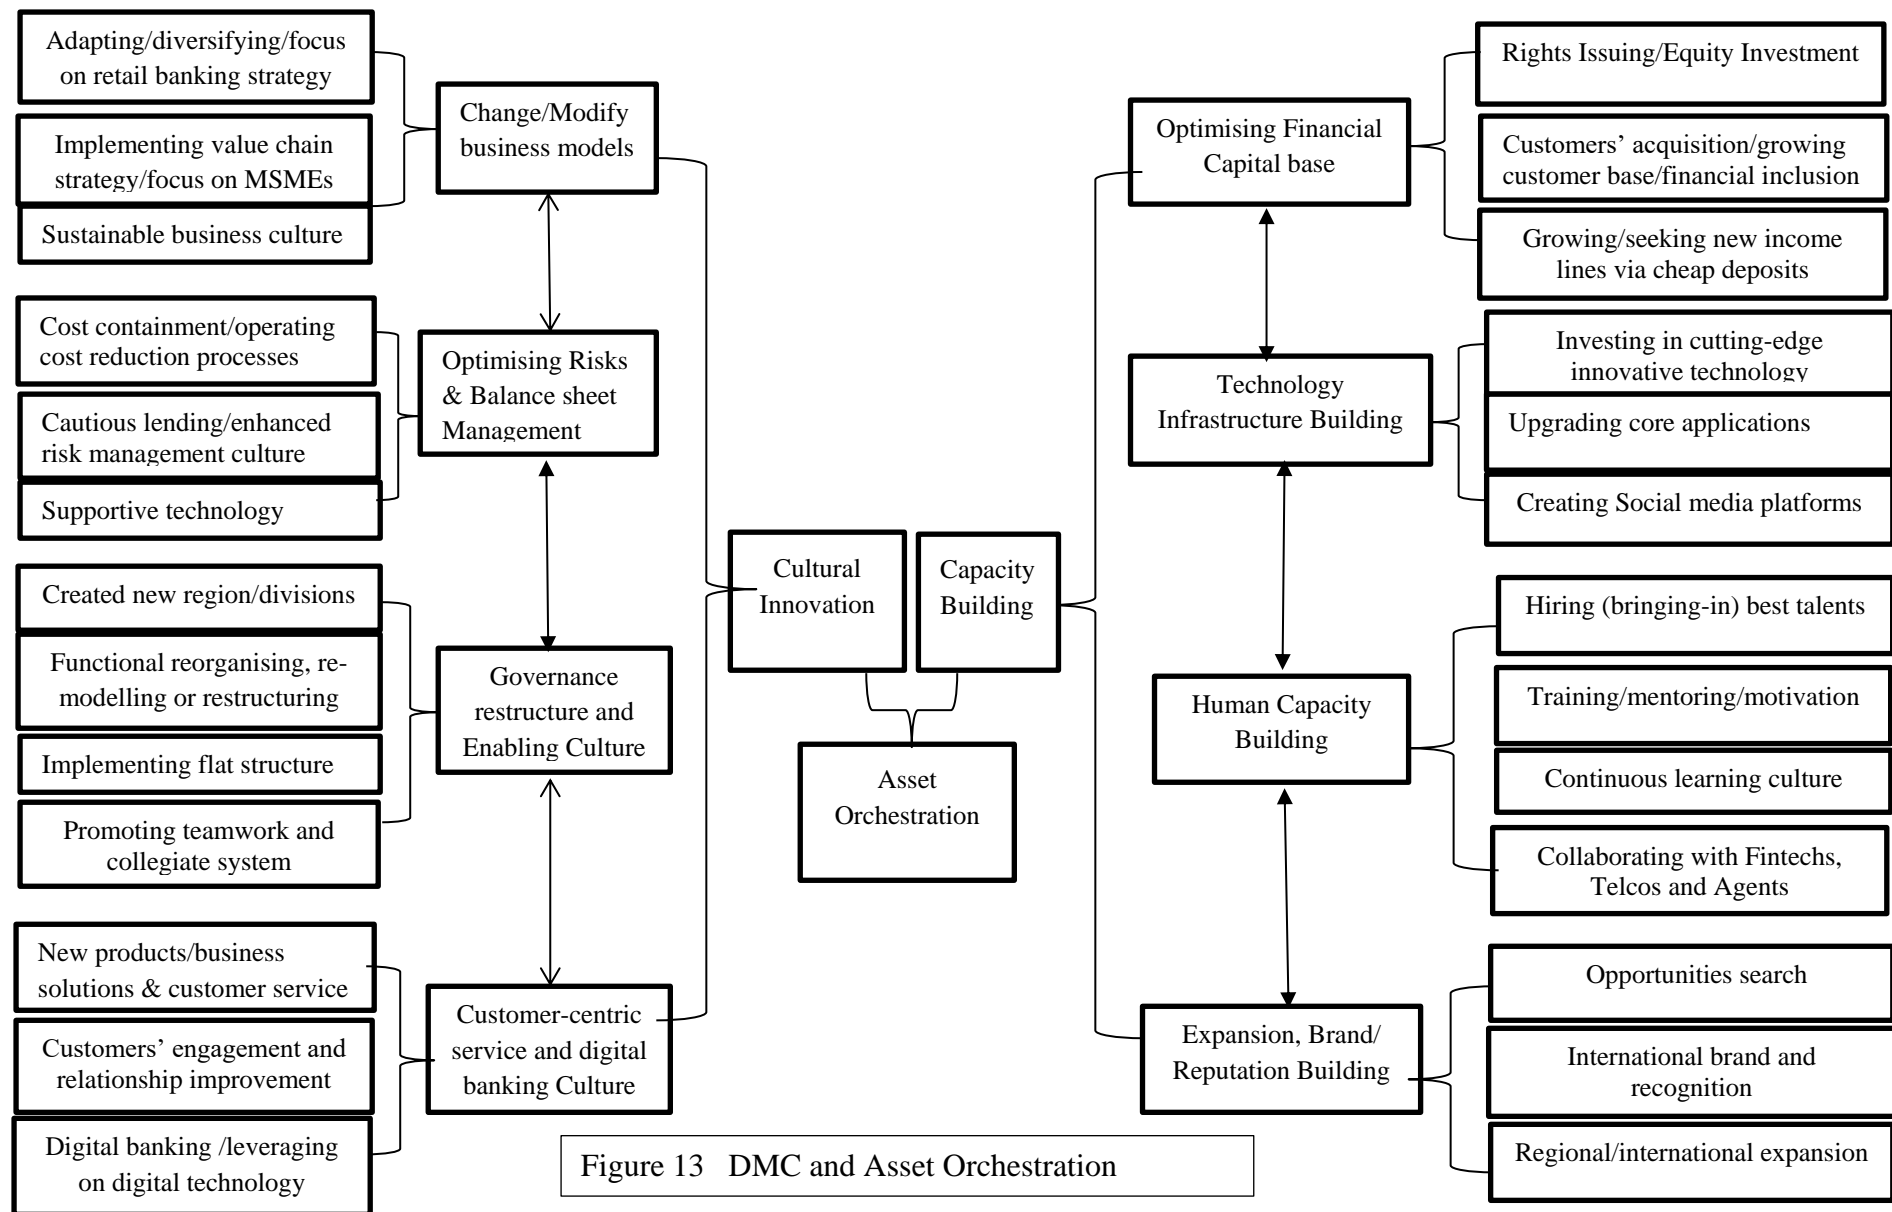 Adapting/diversifying/focus
on retail banking strategy
Implementing value chain
strategy/focus on MSMEs
Sustainable business culture
Change/Modify
business models
Cost containment/operating
cost reduction processes
Cautious lending/enhanced
risk management culture
Supportive technology
Optimising Risks
& Balance sheet
Management
Created new region/divisions
Functional reorganising, re-
modelling or restructuring
Implementing flat structure
Promoting teamwork and
collegiate system
Governance
restructure and
Enabling Culture
New products/business
solutions & customer service
Customers’ engagement and
relationship improvement
Digital banking /leveraging
on digital technology
Customer-centric
service and digital
banking Culture
Cultural
Innovation
Capacity
Building
Asset
Orchestration
Optimising Financial
Capital base
Rights Issuing/Equity Investment
Customers’ acquisition/growing
customer base/financial inclusion
Growing/seeking new income
lines via cheap deposits
Technology
Infrastructure Building
Investing in cutting-edge
innovative technology
Upgrading core applications
Creating Social media platforms
Human Capacity
Building
Hiring (bringing-in) best talents
Training/mentoring/motivation
Continuous learning culture
Collaborating with Fintechs,
Telcos and Agents
Expansion, Brand/
Reputation Building
Opportunities search
International brand and
recognition
Regional/international expansion
Figure 13   DMC and Asset Orchestration